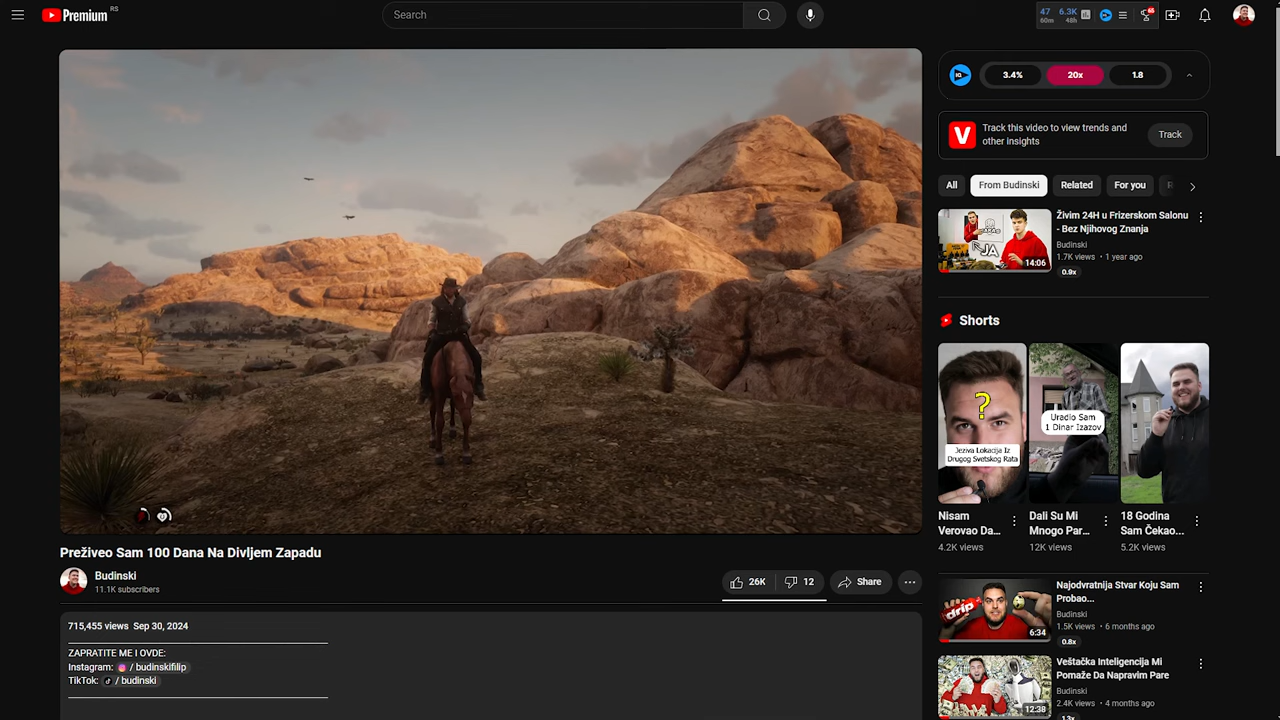 Premium RS
Search
47 6.3K
60m 48h
3.4% 20x 1.8
Track this video to view trends and
other insights
Track
All From Budinski Related For you
Živim 24H u Frizerskom Salonu
- Bez Njihovog Znanja
Budinski
1.7K views • 1 year ago
0.9x
JA
14:06
Shorts
?
Jeziva Lokacija Iz
Drugog Svetskog Rata
Uradio Sam
1 Dinar Izazov
Nisam
Verovao Da...
4.2K views
Dali Su Mi
Mnogo Par...
12K views
18 Godina
Sam Čekao...
5.2K views
Preživeo Sam 100 Dana Na Divljem Zapadu
Budinski
11.1K subscribers
26K 12 Share
715,455 views Sep 30, 2024
ZAPRATITE ME I OVDE:
Instagram: / budinskifilip
TikTok: / budinski
drip
6:34
Najodvratnija Stvar Koju Sam
Probao...
Budinski
1.5K views • 6 months ago
0.8x
12:38
Veštačka Inteligencija Mi
Pomaže Da Napravim Pare
Budinski
2.4K views • 4 months ago
1.3x